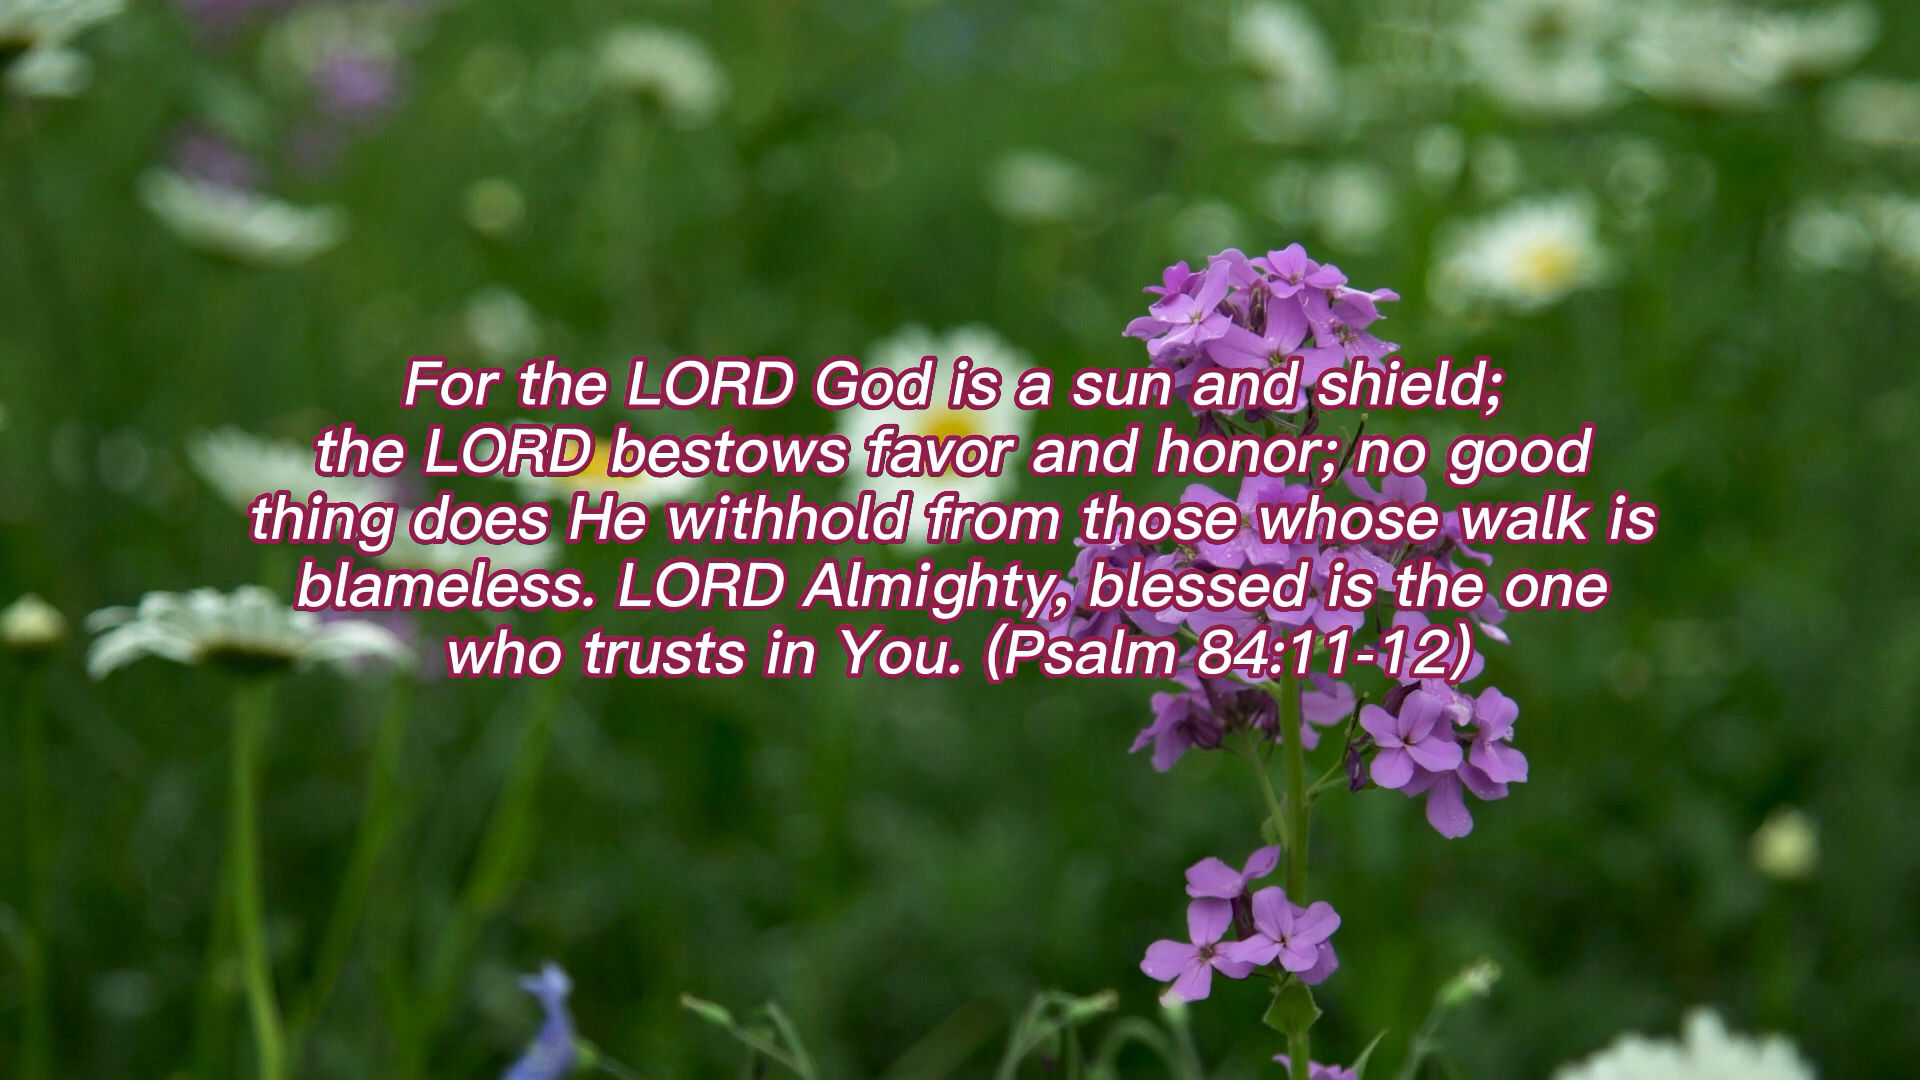 For the LORD God is a sun and shield;
the LORD bestows favor and honor; no good
thing does He withhold from those whose walk is
blameless. LORD Almighty, blessed is the one
who trusts in You. (Psalm 84:11-12)